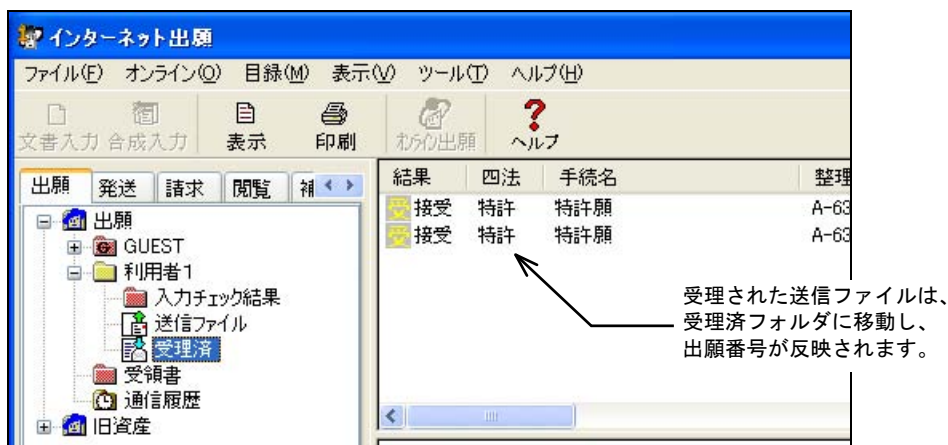 インターネット出願
ファイル(F) オンライン(O) 目録(M) 表示(V) ツール(T) ヘルプ(H)
文書入力 合成入力 表示 印刷 オンライン出願 ヘルプ
出願 発送 請求 閲覧 補
結果 四法 手続名 整理
接受 特許 特許願 A-63
接受 特許 特許願 A-63
出願
GUEST
利用者1
入力チェック結果
送信ファイル
受理済
受領書
通信履歴
旧資産
受理された送信ファイルは、
受理済フォルダに移動し、
出願番号が反映されます。